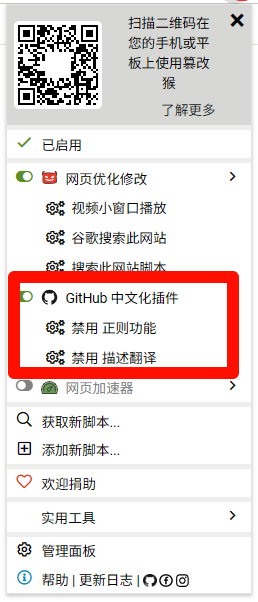 扫描二维码在
您的手机或平
板上使用篡改
猴
了解更多
已启用
网页优化修改
视频小窗口播放
谷歌搜索此网站
搜索此网站脚本
GitHub 中文化插件
禁用 正则功能
禁用 描述翻译
网页加速器
获取新脚本...
添加新脚本...
欢迎捐助
实用工具
管理面板
帮助 | 更新日志 |